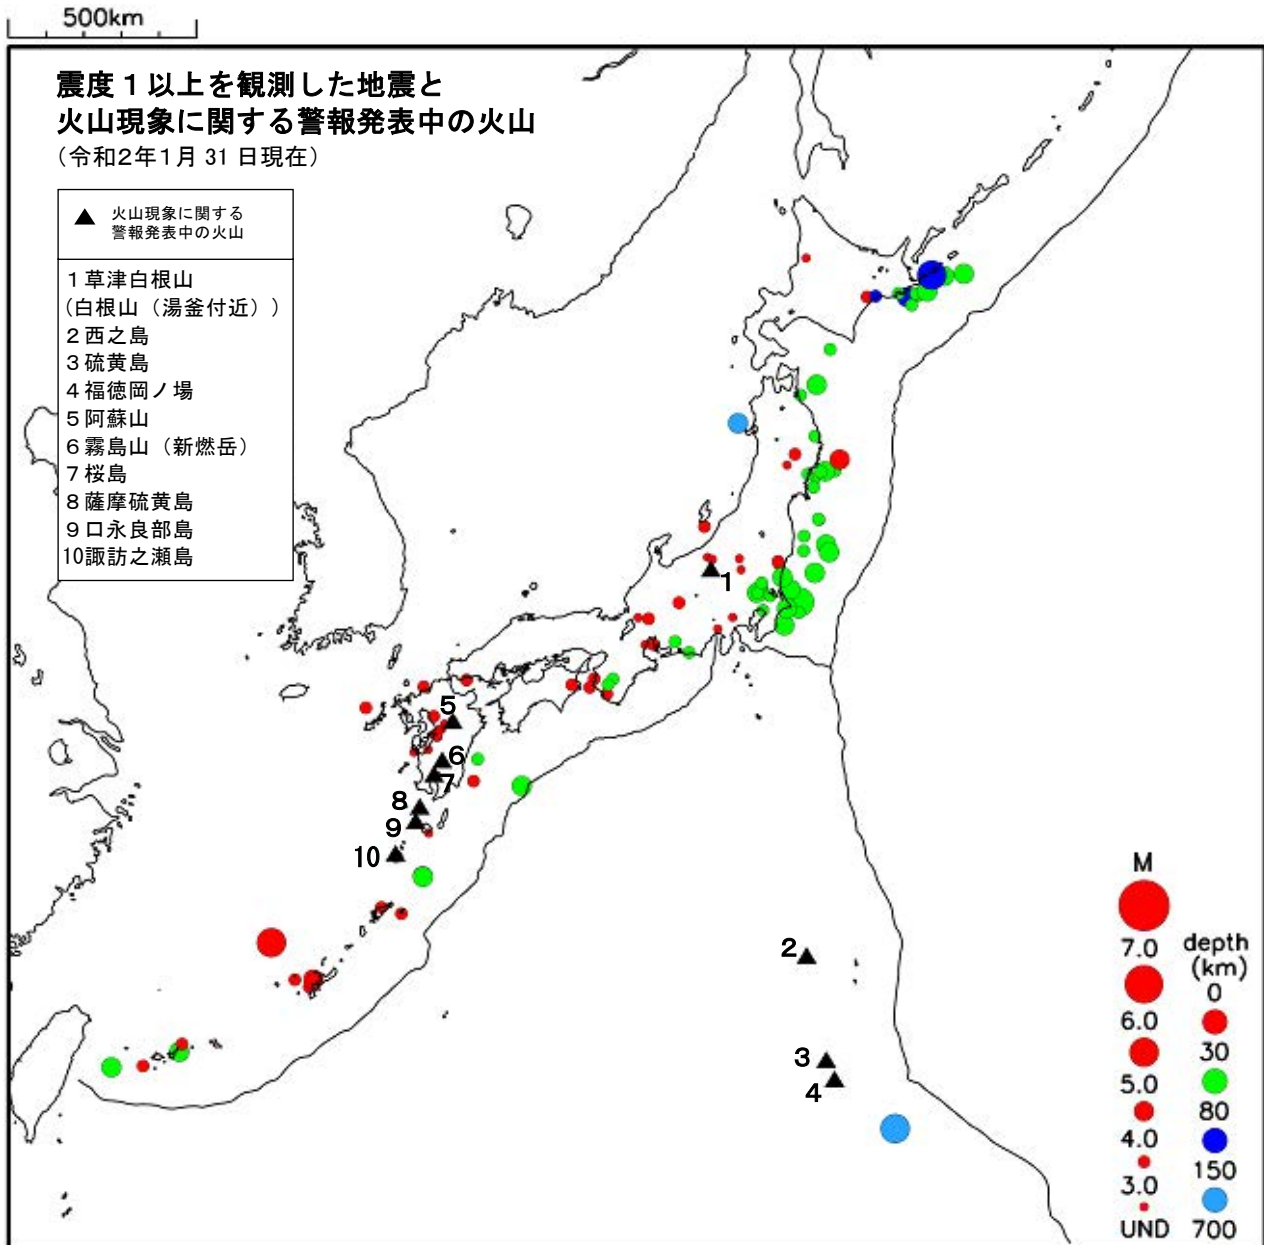 500km
震度１以上を観測した地震と
火山現象に関する警報発表中の火山
（令和2年1月 31 日現在）
▲ 火山現象に関する
警報発表中の火山
1 草津白根山
(白根山（湯釜付近））
2 西之島
3 硫黄島
4 福徳岡ノ場
5 阿蘇山
6 霧島山（新燃岳）
7 桜島
8 薩摩硫黄島
9 口永良部島
10 諏訪之瀬島
1
5
6
7
8
9
10
2
3
4
M
7.0
6.0
5.0
4.0
3.0
UND
depth
(km)
0
30
80
150
700